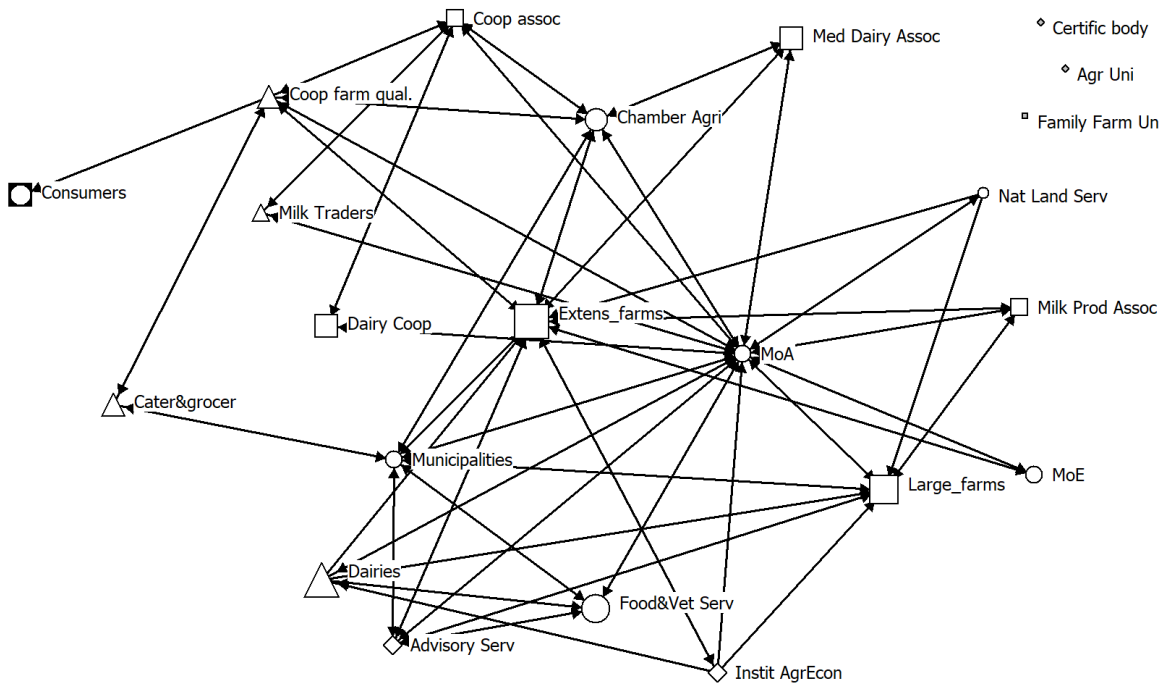 Coop assoc
Certific body
Med Dairy Assoc
Agr Uni
Coop farm qual.
Chamber Agri
Family Farm Un
Consumers
Nat Land Serv
Milk Traders
Milk Prod Assoc
Extens_farms
Dairy Coop
MoA
Cater&grocer
Municipalities
Large_farms
MoE
Dairies
Food&Vet Serv
Advisory Serv
Instit AgrEcon